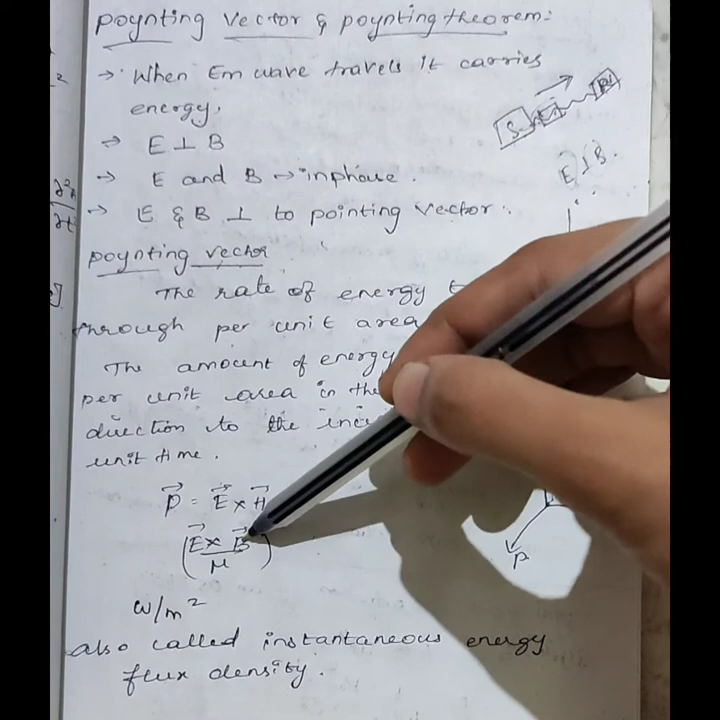 Poynting Vector & poynting theorem:
→ When Em wave travels it carries
energy.
→ E ⊥ B
→ E and B → inphase.
→ E & B ⊥ to pointing vector.
S
R
E ⊥ B.
poynting vector
The rate of energy
through per unit area
The amount of energy
per unit area in the
direction to the
unit time.
P⃗ = E⃗ × H⃗
(E⃗ × B⃗ / μ)
P
w/m²
also called instantaneous energy
flux density.